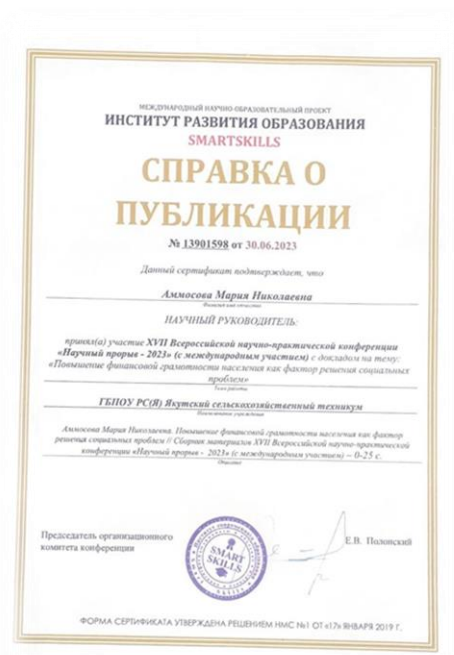 МЕЖДУНАРОДНЫЙ НАУЧНО-ОБРАЗОВАТЕЛЬНЫЙ ПРОЕКТ
ИНСТИТУТ РАЗВИТИЯ ОБРАЗОВАНИЯ
SMARTSKILLS
СПРАВКА О
ПУБЛИКАЦИИ
№ 13901598 от 30.06.2023
Данный сертификат подтверждает, что
Аммосова Мария Николаевна
НАУЧНЫЙ РУКОВОДИТЕЛЬ:
принял(а) участие XVII Всероссийской научно-практической конференции
«Научный прорыв - 2023» (с международным участием) с докладом на тему:
«Повышение финансовой грамотности населения как фактор решения социальных
проблем»
Тема работы
ГБПОУ РС(Я) Якутский сельскохозяйственный техникум
Наименование учреждения
Аммосова Мария Николаевна. Повышение финансовой грамотности населения как фактор
решения социальных проблем // Сборник материалов XVII Всероссийской научно-практической
конференции «Научный прорыв - 2023» (с международным участием) – 0-25 с.
Председатель организационного
комитета конференции
Е.В. Полонский
SMART
SKILLS
ФОРМА СЕРТИФИКАТА УТВЕРЖДЕНА РЕШЕНИЕМ НМС №1 ОТ «17» ЯНВАРЯ 2019 Г.